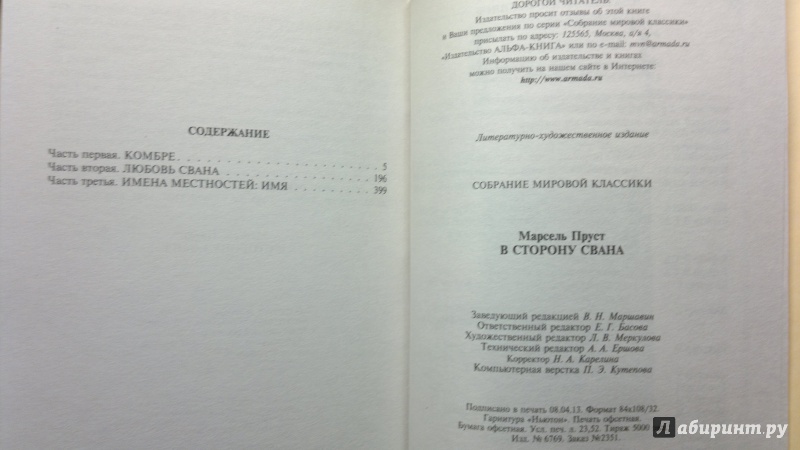 СОДЕРЖАНИЕ
Часть первая. КОМБРЕ . . . . . . . . . . . . . . . . . . . . 5
Часть вторая. ЛЮБОВЬ СВАНА . . . . . . . . . . . . . . . 196
Часть третья. ИМЕНА МЕСТНОСТЕЙ: ИМЯ . . . . . . . . 399
ДОРОГОЙ ЧИТАТЕЛЬ!
Издательство просит отзывы об этой книге
и Ваши предложения по серии «Собрание мировой классики»
присылать по адресу: 125565, Москва, а/я 4,
«Издательство АЛЬФА-КНИГА» или по e-mail: mvn@armada.ru
Информацию об издательстве и книгах
можно получить на нашем сайте в Интернете:
http://www.armada.ru
Литературно-художественное издание
СОБРАНИЕ МИРОВОЙ КЛАССИКИ
Марсель Пруст
В СТОРОНУ СВАНА
Заведующий редакцией В. Н. Маршавин
Ответственный редактор Е. Г. Басова
Художественный редактор Л. В. Меркулова
Технический редактор А. А. Ершова
Корректор Н. А. Карелина
Компьютерная верстка П. Э. Кутепова
Подписано в печать 08.04.13. Формат 84х108/32.
Гарнитура «Ньютон». Печать офсетная.
Бумага офсетная. Усл. печ. л. 23,52. Тираж 5000
Изд. № 6769. Заказ №2351.
Лабиринт.ру